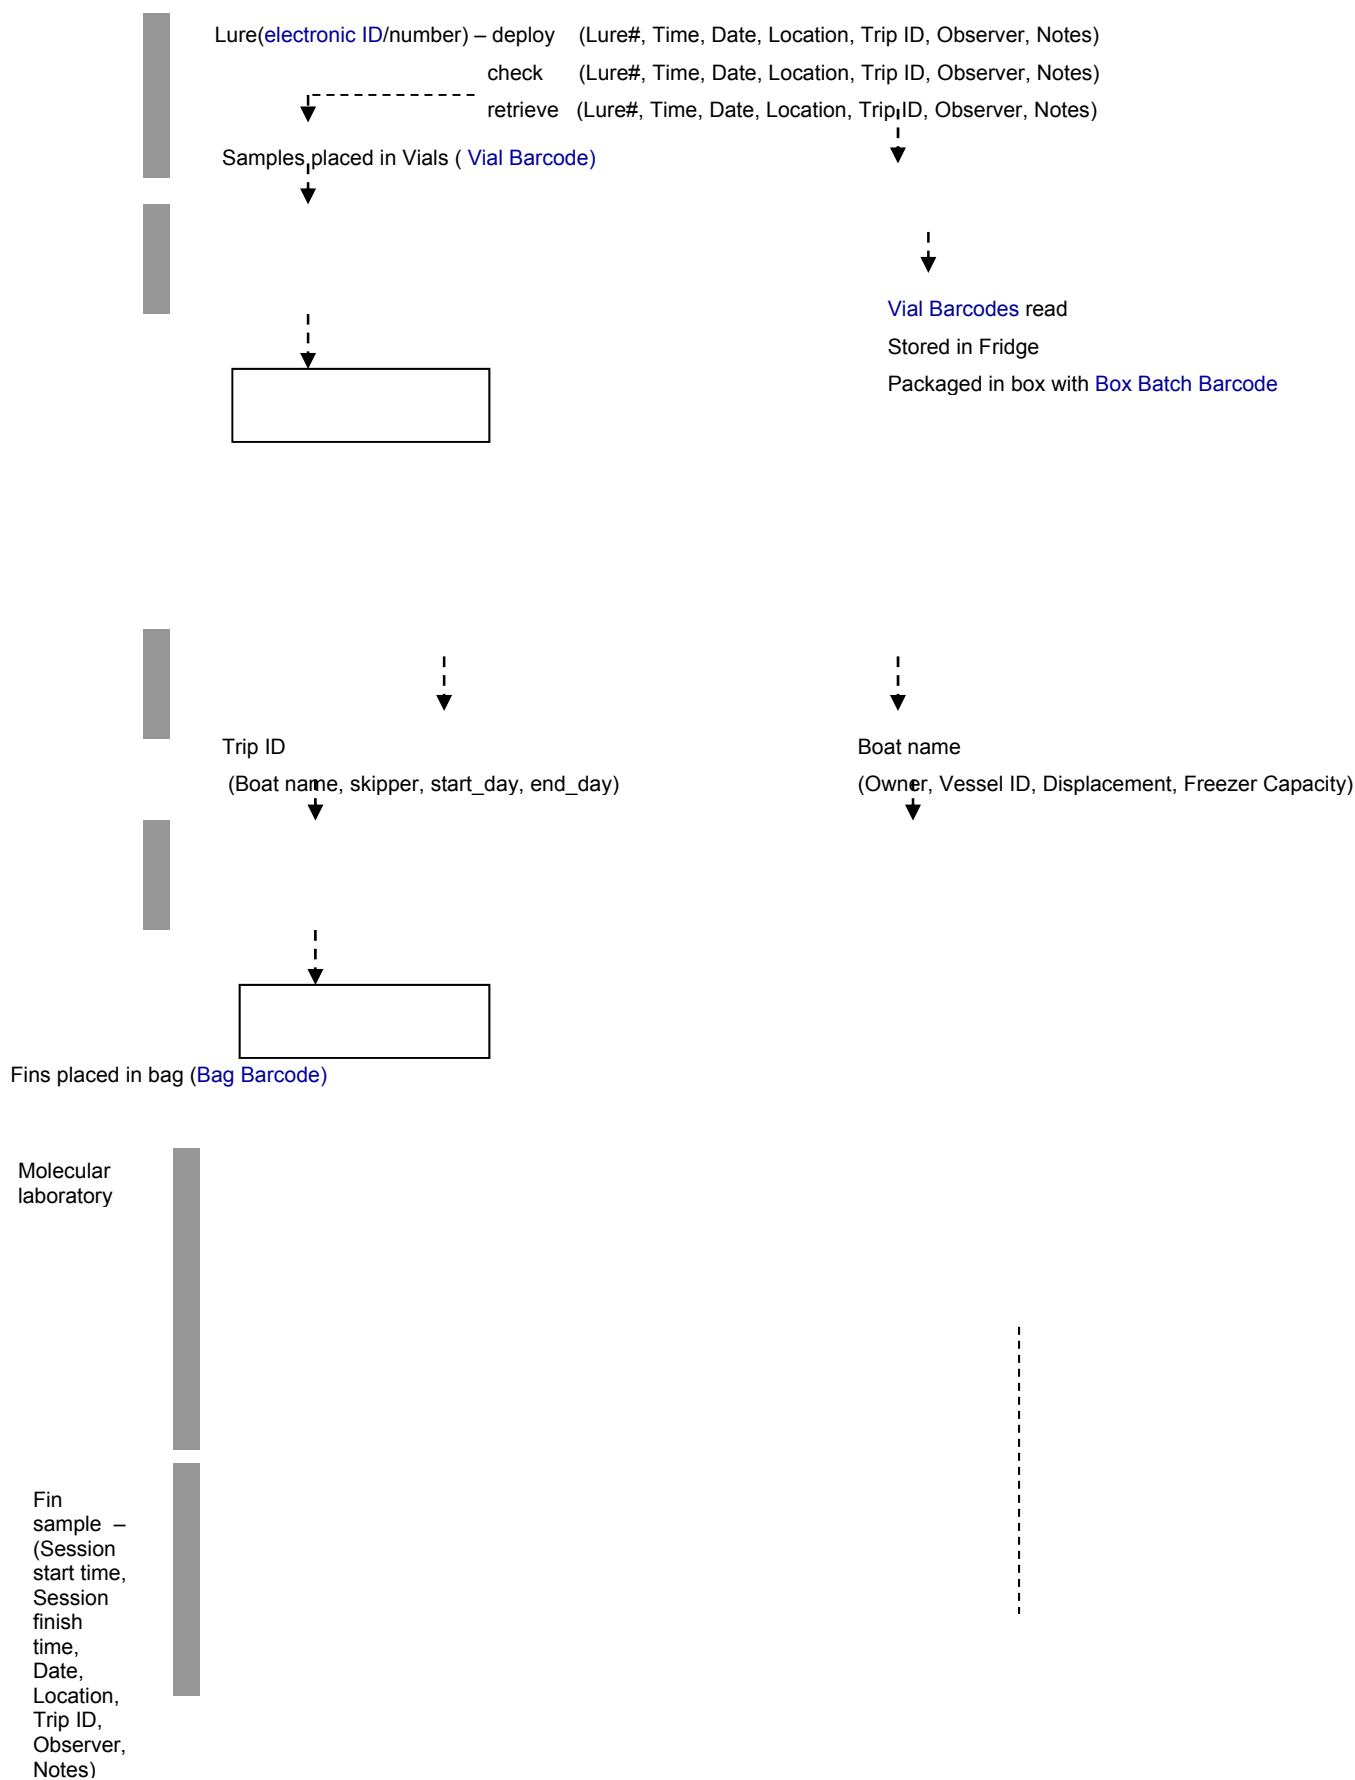 Lure(electronic ID/number) – deploy (Lure#, Time, Date, Location, Trip ID, Observer, Notes)
check (Lure#, Time, Date, Location, Trip ID, Observer, Notes)
retrieve (Lure#, Time, Date, Location, Trip ID, Observer, Notes)
Samples placed in Vials ( Vial Barcode)
Vial Barcodes read
Stored in Fridge
Packaged in box with Box Batch Barcode
Trip ID
(Boat name, skipper, start_day, end_day)
Boat name
(Owner, Vessel ID, Displacement, Freezer Capacity)
Fins placed in bag (Bag Barcode)
Molecular
laboratory
Fin
sample –
(Session
start time,
Session
finish
time,
Date,
Location,
Trip ID,
Observer,
Notes)